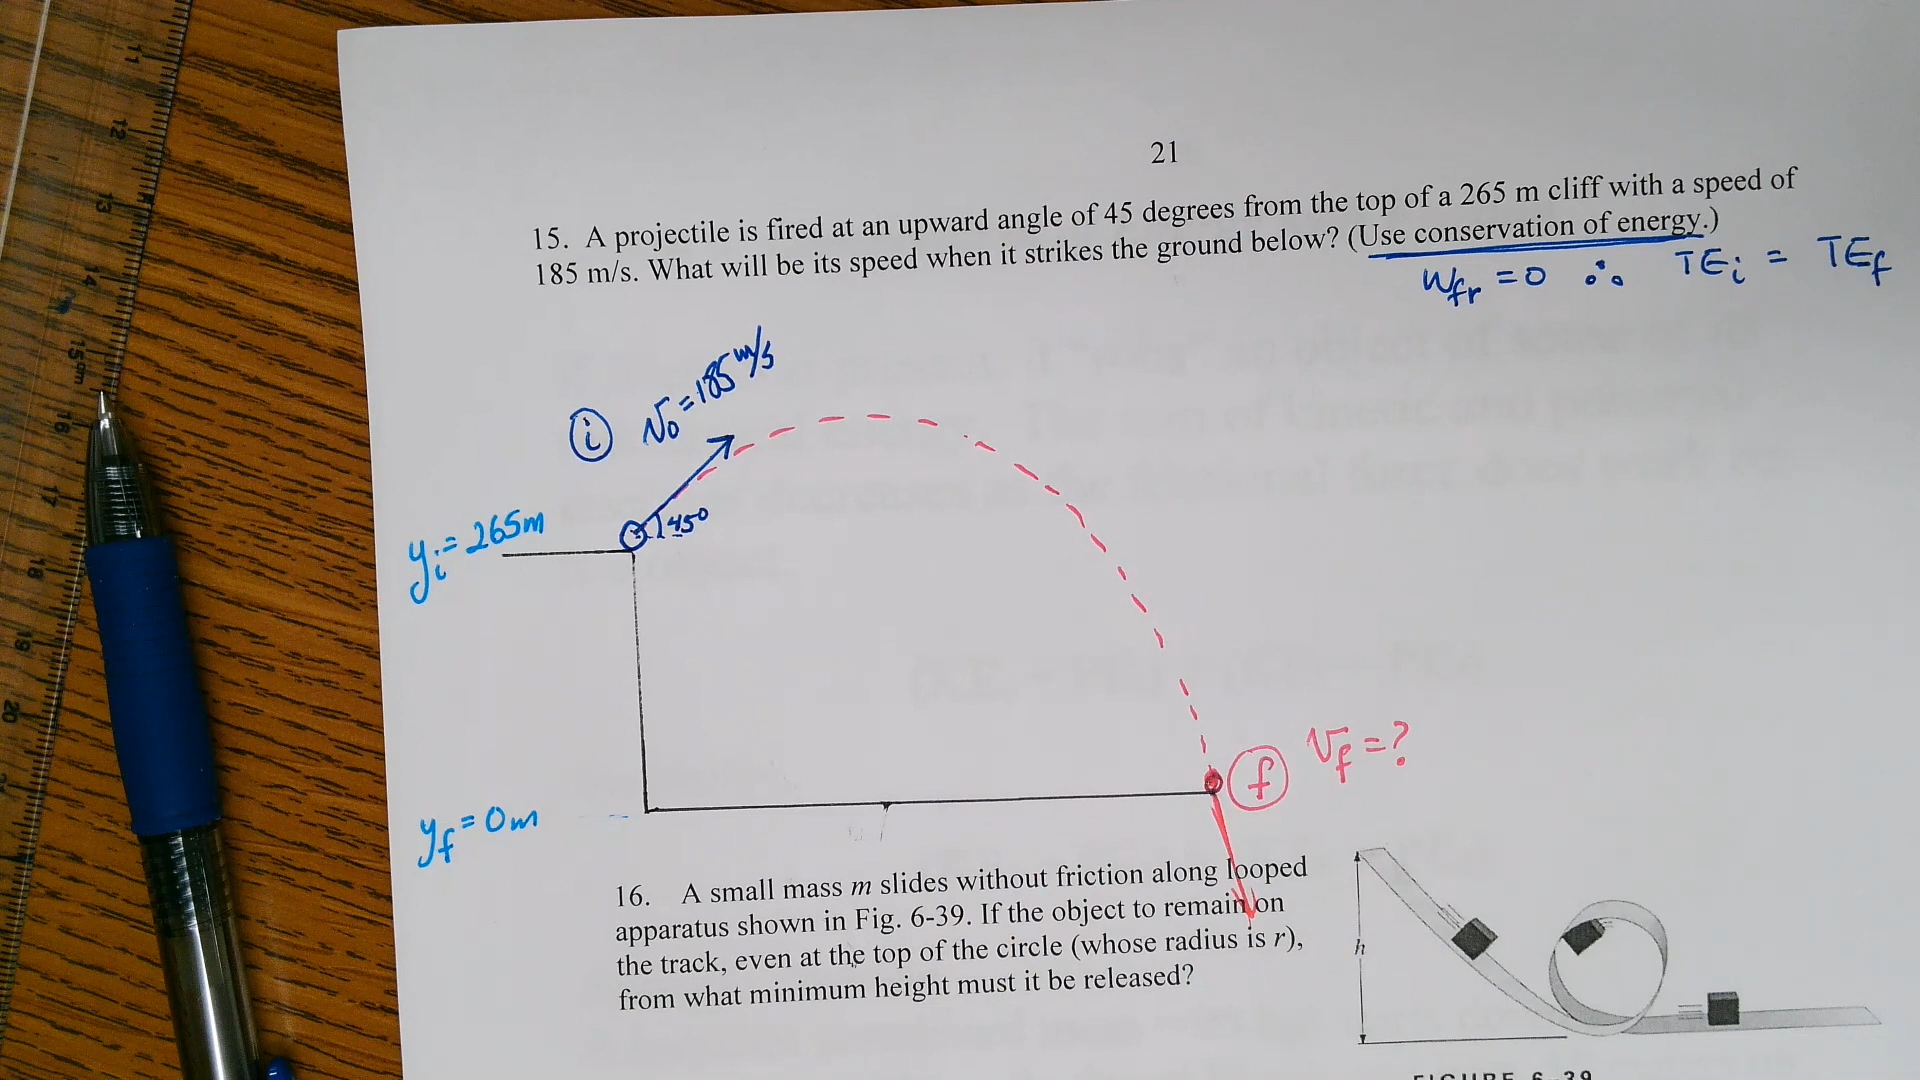 21
15. A projectile is fired at an upward angle of 45 degrees from the top of a 265 m cliff with a speed of
185 m/s. What will be its speed when it strikes the ground below? (Use conservation of energy.)
Wfr = 0 ∴ TEi = TEf
i v0 = 185 m/s
45°
yi = 265m
f vf = ?
yf = 0m
16. A small mass m slides without friction along looped
apparatus shown in Fig. 6-39. If the object to remain on
the track, even at the top of the circle (whose radius is r),
from what minimum height must it be released?
h
FIGURE 6-39
11
12
13
14
15cm
16
17
18
19
20